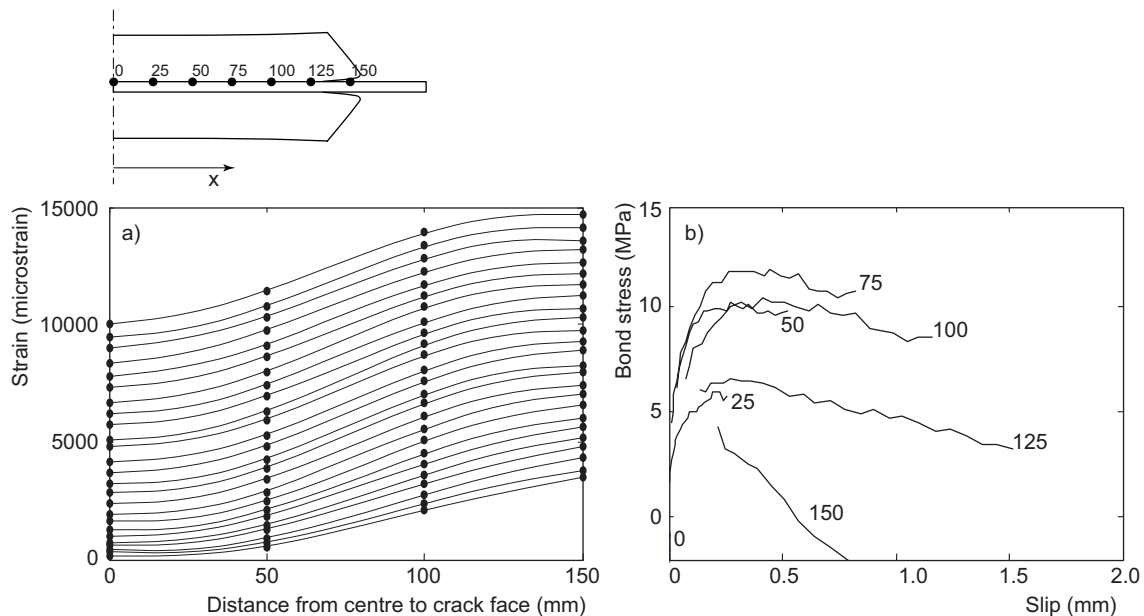 0 25 50 75 100 125 150
x
Strain (microstrain)
15000
10000
5000
0
a)
0 50 100 150
Distance from centre to crack face (mm)
Bond stress (MPa)
15
10
5
0
b)
75
50
100
25
125
150
0
0 0.5 1.0 1.5 2.0
Slip (mm)